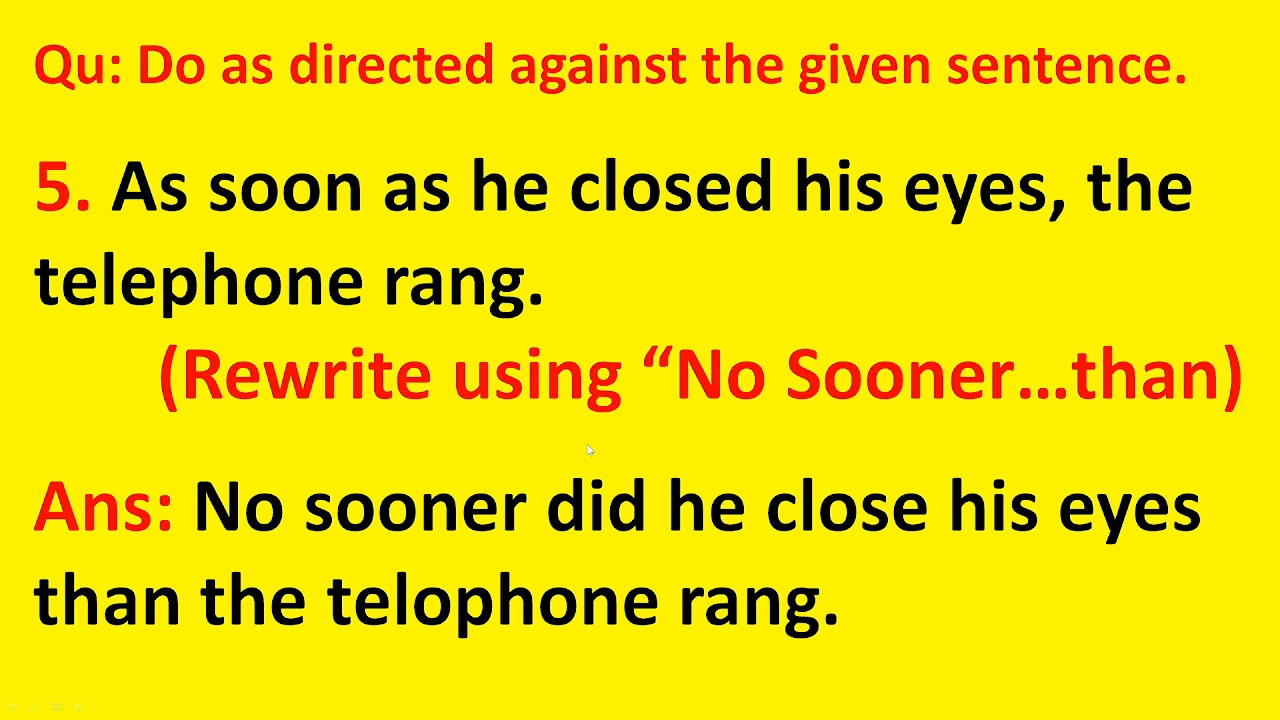 Qu: Do as directed against the given sentence.
5. As soon as he closed his eyes, the
telephone rang.
(Rewrite using “No Sooner...than)
Ans: No sooner did he close his eyes
than the telophone rang.